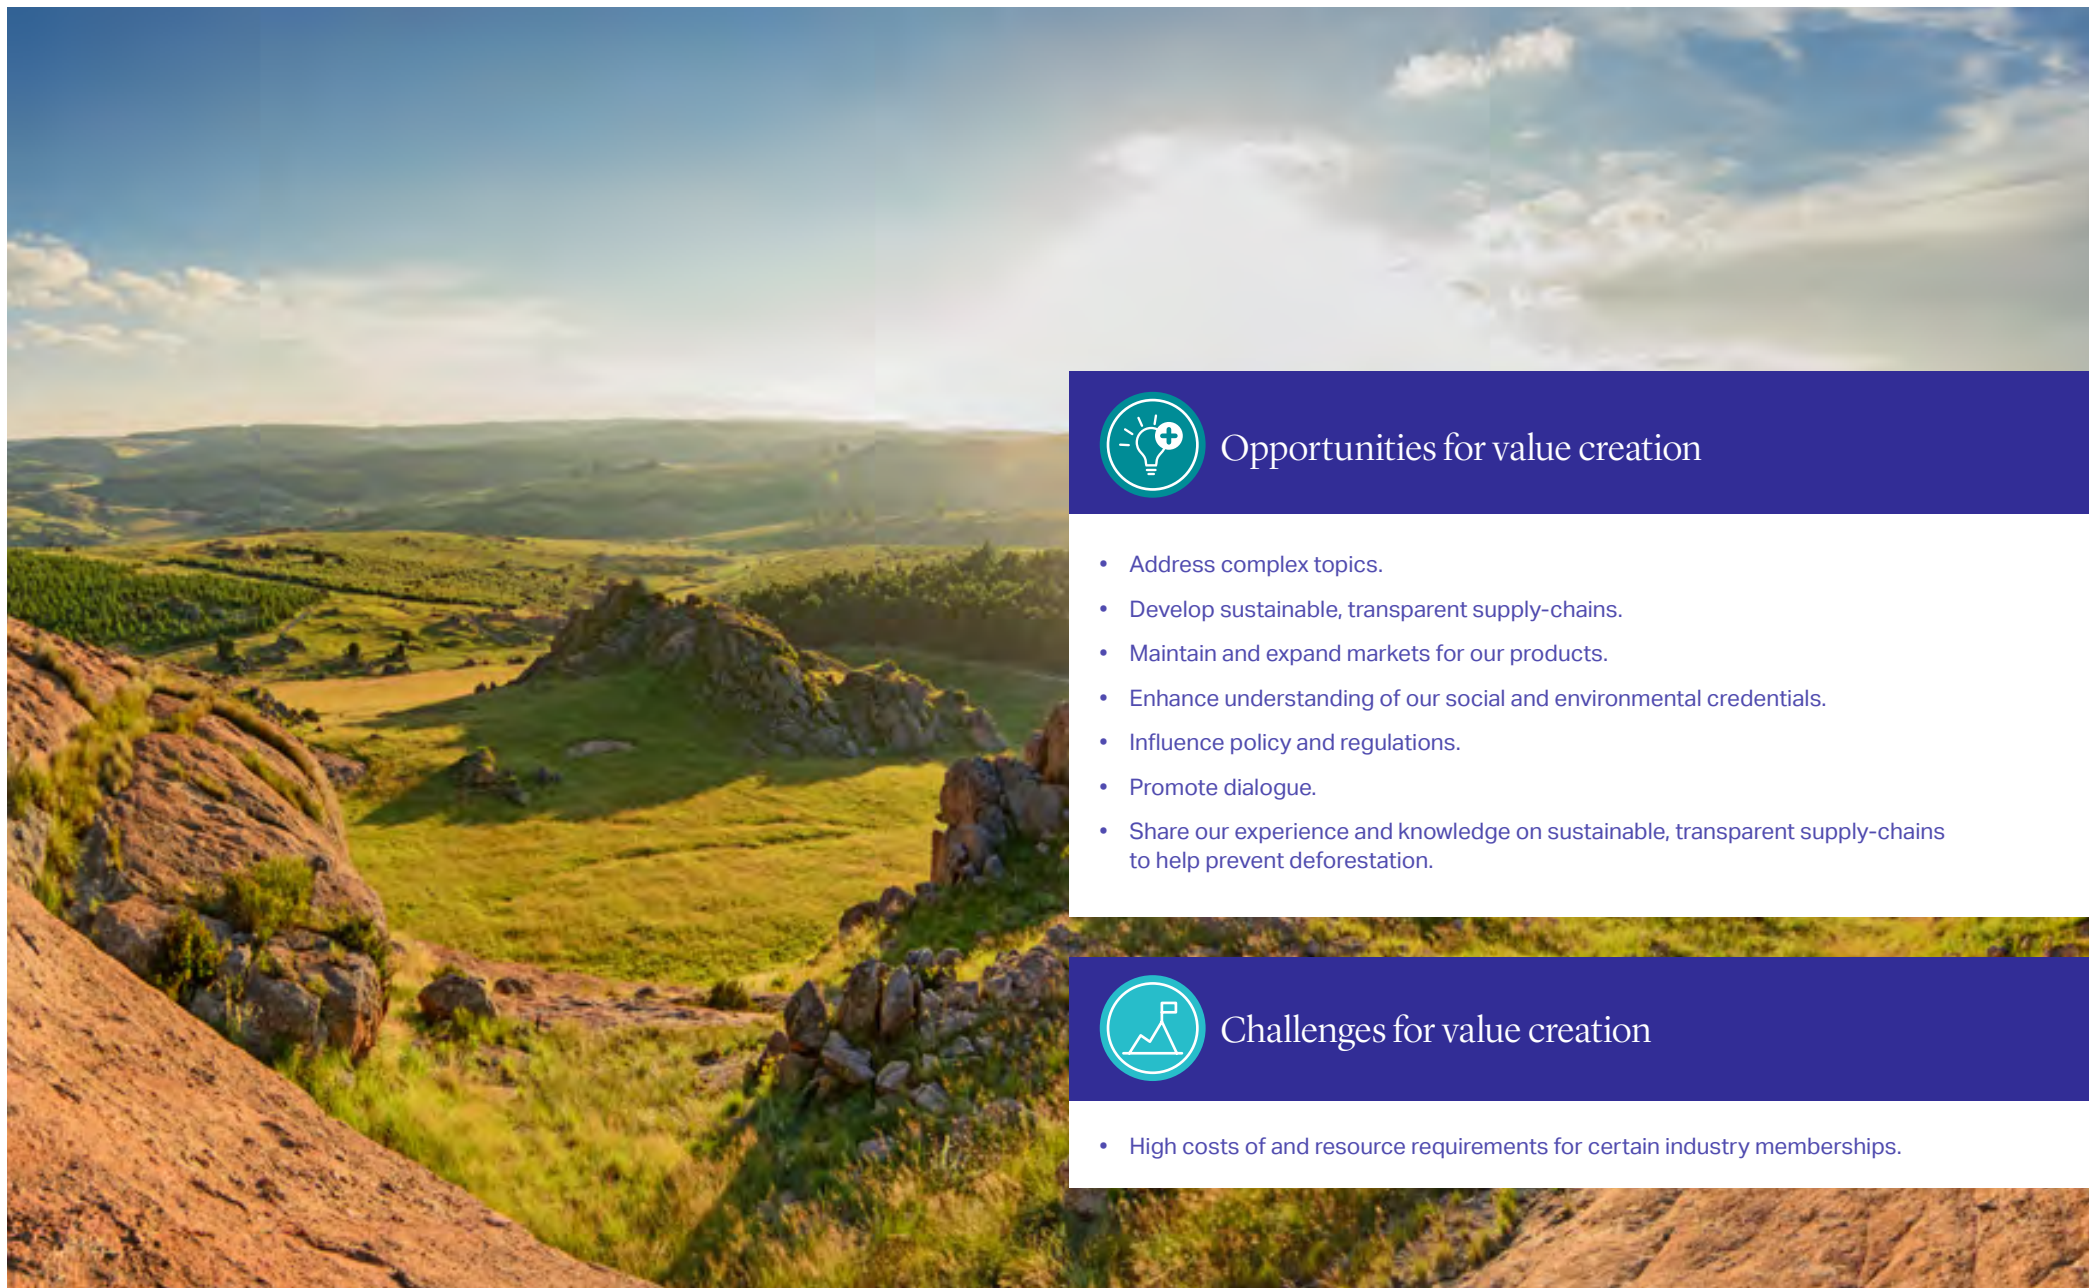 Opportunities for value creation
• Address complex topics.
• Develop sustainable, transparent supply-chains.
• Maintain and expand markets for our products.
• Enhance understanding of our social and environmental credentials.
• Influence policy and regulations.
• Promote dialogue.
• Share our experience and knowledge on sustainable, transparent supply-chains
to help prevent deforestation.
Challenges for value creation
• High costs of and resource requirements for certain industry memberships.